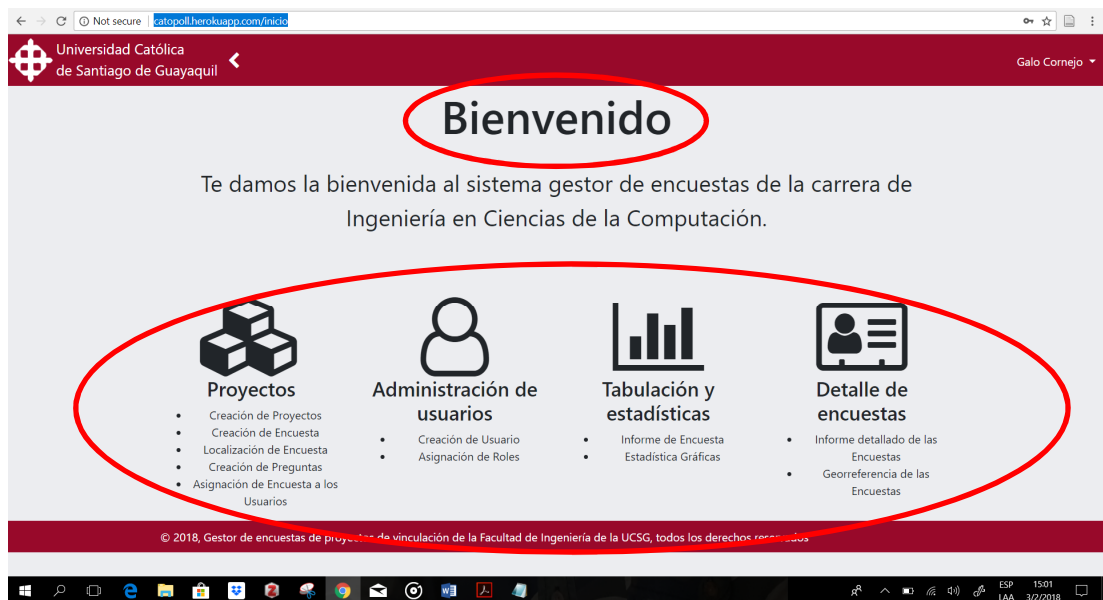 Not secure | catopoll.herokuapp.com/inicio
Universidad Católica
de Santiago de Guayaquil
Galo Cornejo
Bienvenido
Te damos la bienvenida al sistema gestor de encuestas de la carrera de
Ingeniería en Ciencias de la Computación.
Proyectos
• Creación de Proyectos
• Creación de Encuesta
• Localización de Encuesta
• Creación de Preguntas
• Asignación de Encuesta a los
Usuarios
Administración de
usuarios
• Creación de Usuario
• Asignación de Roles
Tabulación y
estadísticas
• Informe de Encuesta
• Estadística Gráficas
Detalle de
encuestas
• Informe detallado de las
Encuestas
• Georreferencia de las
Encuestas
© 2018, Gestor de encuestas de proyectos de vinculación de la Facultad de Ingeniería de la UCSG, todos los derechos reservados
ESP 15:01
LAA 3/2/2018